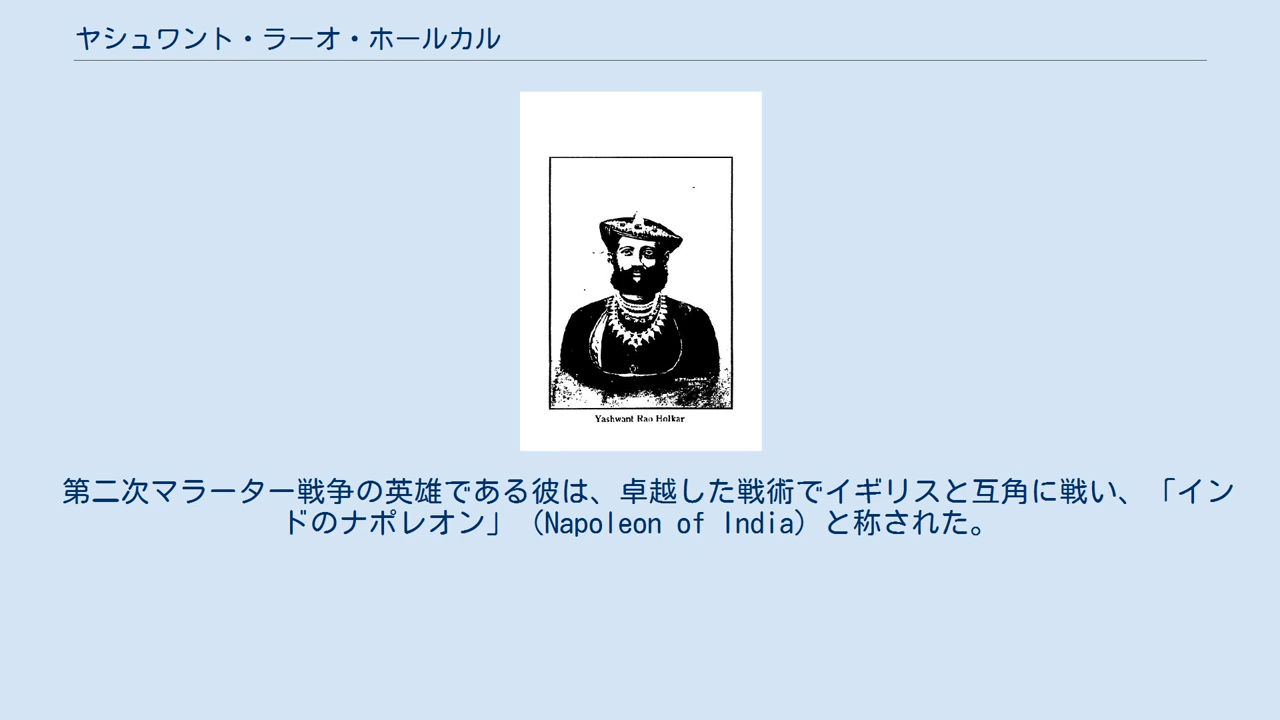 ヤシュワント・ラーオ・ホールカル
Yashwant Rao Holkar
第二次マラーター戦争の英雄である彼は、卓越した戦術でイギリスと互角に戦い、「イン
ドのナポレオン」（Napoleon of India）と称された。